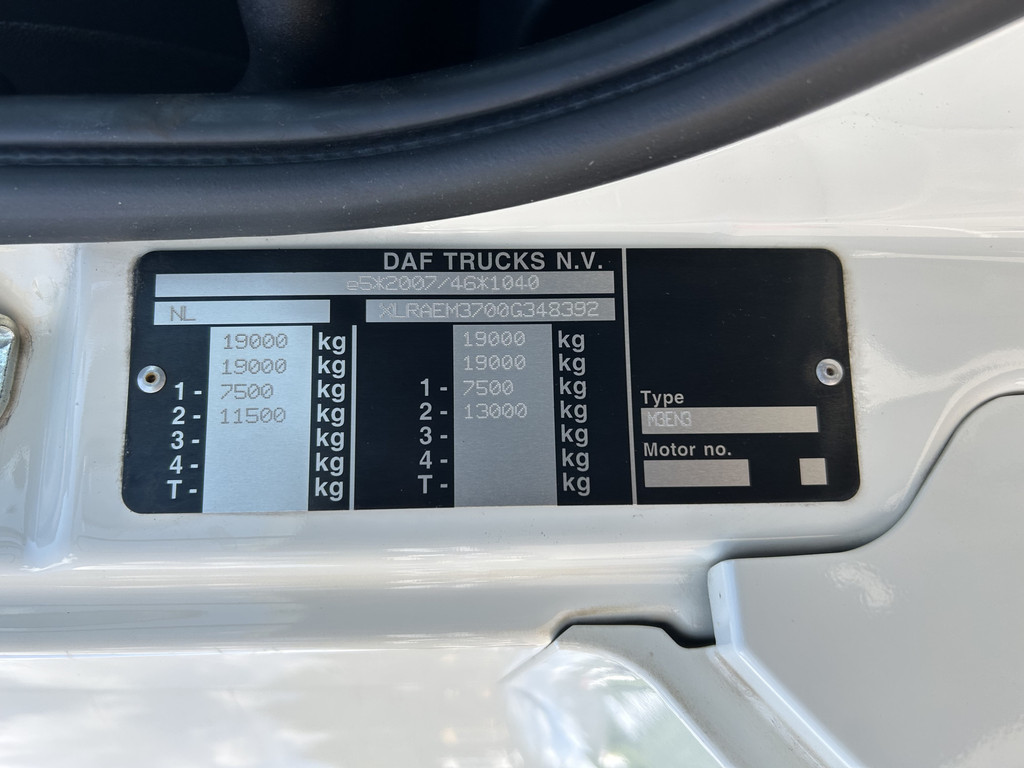 DAF TRUCKS N.V.
e5*2007/46*1040
NL XLRAEM3700G348392
19000 kg 19000 kg
19000 kg 19000 kg
1- 7500 kg 1- 7500 kg
2- 11500 kg 2- 13000 kg
3- kg 3- kg
4- kg 4- kg
T- kg T- kg
Type
M3EN3
Motor no.